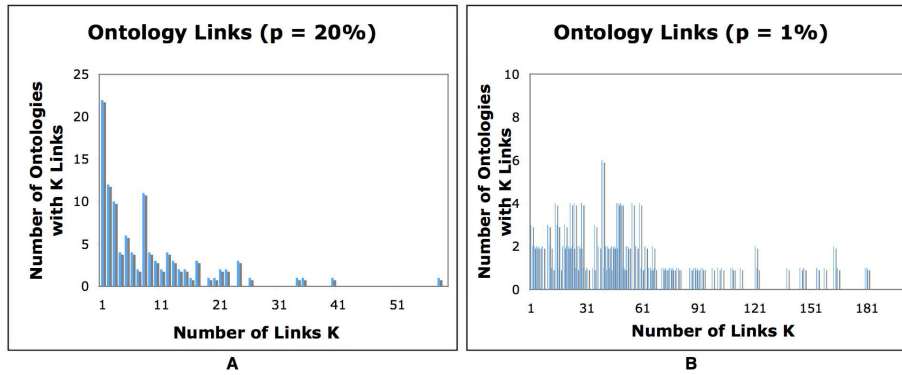 Ontology Links (p = 20%)
Number of Ontologies
with K Links
25
20
15
10
5
0
1
11
21
31
41
51
Number of Links K
A
Ontology Links (p = 1%)
Number of Ontologies
with K Links
10
8
6
4
2
0
1
31
61
91
121
151
181
Number of Links K
B